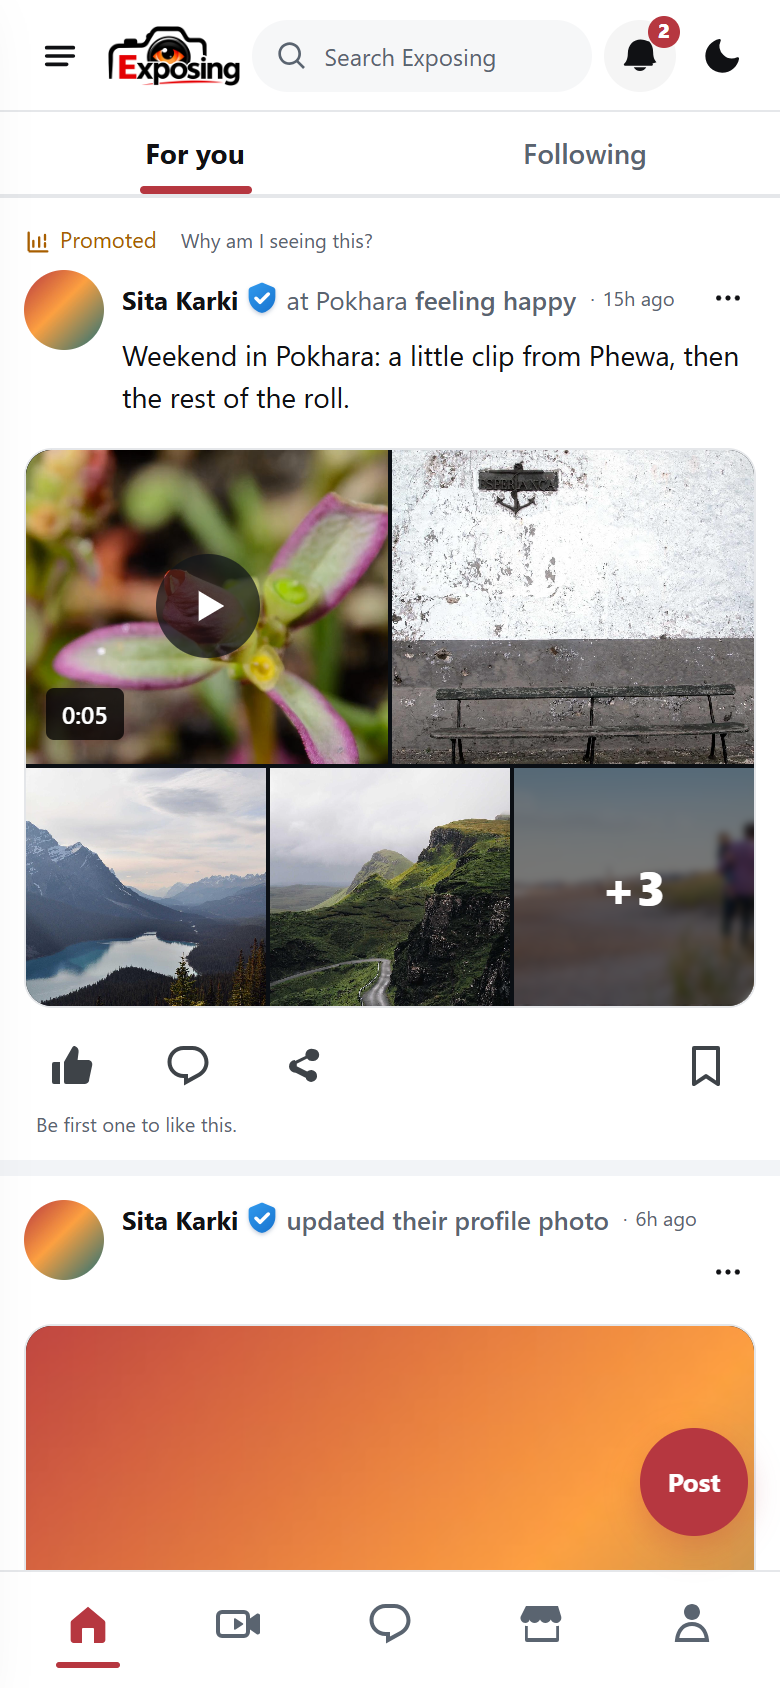 Exposing
Search Exposing
2
For you
Following
Promoted
Why am I seeing this?
Sita Karki at Pokhara feeling happy · 15h ago
Weekend in Pokhara: a little clip from Phewa, then
the rest of the roll.
ESPERANÇA
0:05
+3
Be first one to like this.
Sita Karki updated their profile photo · 6h ago
Post